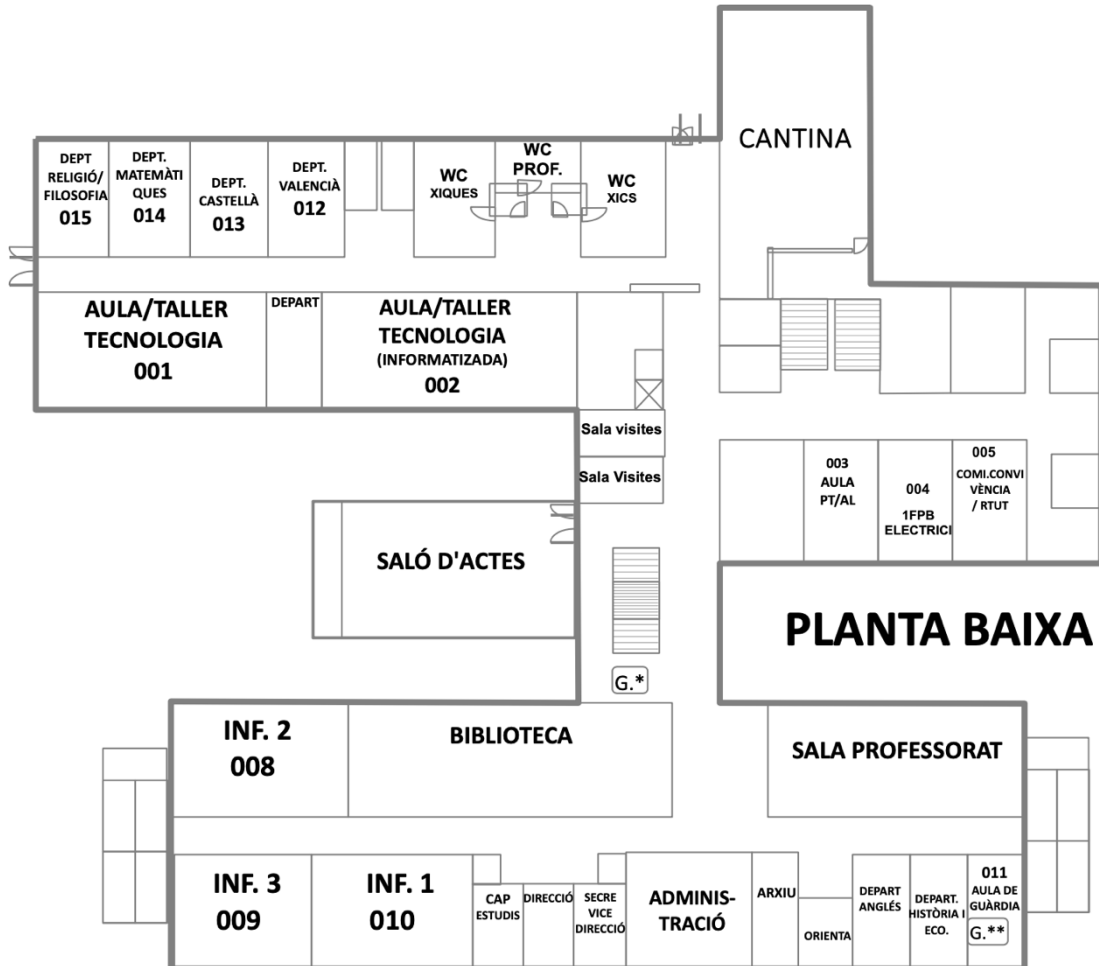 CANTINA
DEPT
RELIGIÓ/
FILOSOFIA
015
DEPT.
MATEMÀTI
QUES
014
DEPT.
CASTELLÀ
013
DEPT.
VALENCIÀ
012
WC
XIQUES
WC
PROF.
WC
XICS
AULA/TALLER
TECNOLOGIA
001
DEPART
AULA/TALLER
TECNOLOGIA
(INFORMATIZADA)
002
Sala visites
Sala Visites
003
AULA
PT/AL
004
1FPB
ELECTRICI
005
COMI.CONVI
VÈNCIA
/ RTUT
SALÓ D'ACTES
PLANTA BAIXA
G.*
INF. 2
008
BIBLIOTECA
SALA PROFESSORAT
INF. 3
009
INF. 1
010
CAP
ESTUDIS
DIRECCIÓ
SECRE
VICE
DIRECCIÓ
ADMINIS-
TRACIÓ
ARXIU
ORIENTA
DEPART
ANGLÉS
DEPART.
HISTÒRIA I
ECO.
011
AULA DE
GUÀRDIA
G.**